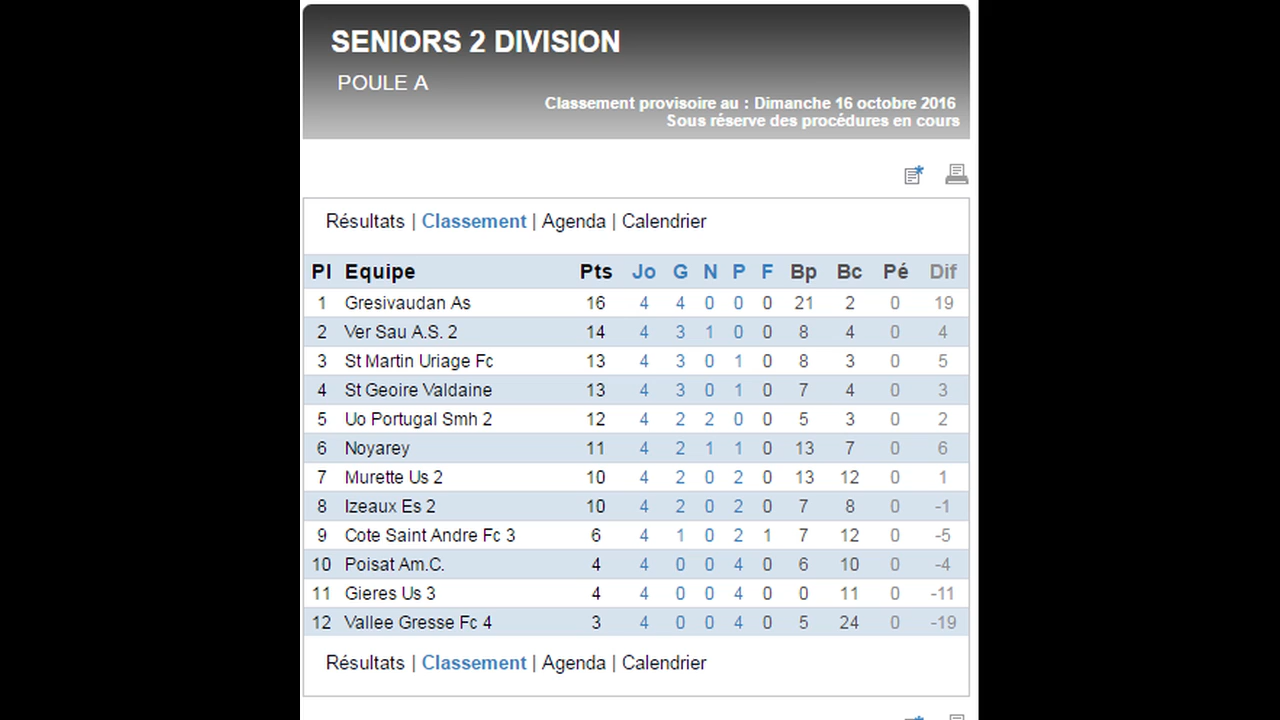 SENIORS 2 DIVISION
POULE A
Classement provisoire au : Dimanche 16 octobre 2016
Sous réserve des procédures en cours
Résultats | Classement | Agenda | Calendrier
Pl Equipe Pts Jo G N P F Bp Bc Pé Dif
1 Gresivaudan As 16 4 4 0 0 0 21 2 0 19
2 Ver Sau A.S. 2 14 4 3 1 0 0 8 4 0 4
3 St Martin Uriage Fc 13 4 3 0 1 0 8 3 0 5
4 St Geoire Valdaine 13 4 3 0 1 0 7 4 0 3
5 Uo Portugal Smh 2 12 4 2 2 0 0 5 3 0 2
6 Noyarey 11 4 2 1 1 0 13 7 0 6
7 Murette Us 2 10 4 2 0 2 0 13 12 0 1
8 Izeaux Es 2 10 4 2 0 2 0 7 8 0 -1
9 Cote Saint Andre Fc 3 6 4 1 0 2 1 7 12 0 -5
10 Poisat Am.C. 4 4 0 0 4 0 6 10 0 -4
11 Gieres Us 3 4 4 0 0 4 0 0 11 0 -11
12 Vallee Gresse Fc 4 3 4 0 0 4 0 5 24 0 -19
Résultats | Classement | Agenda | Calendrier